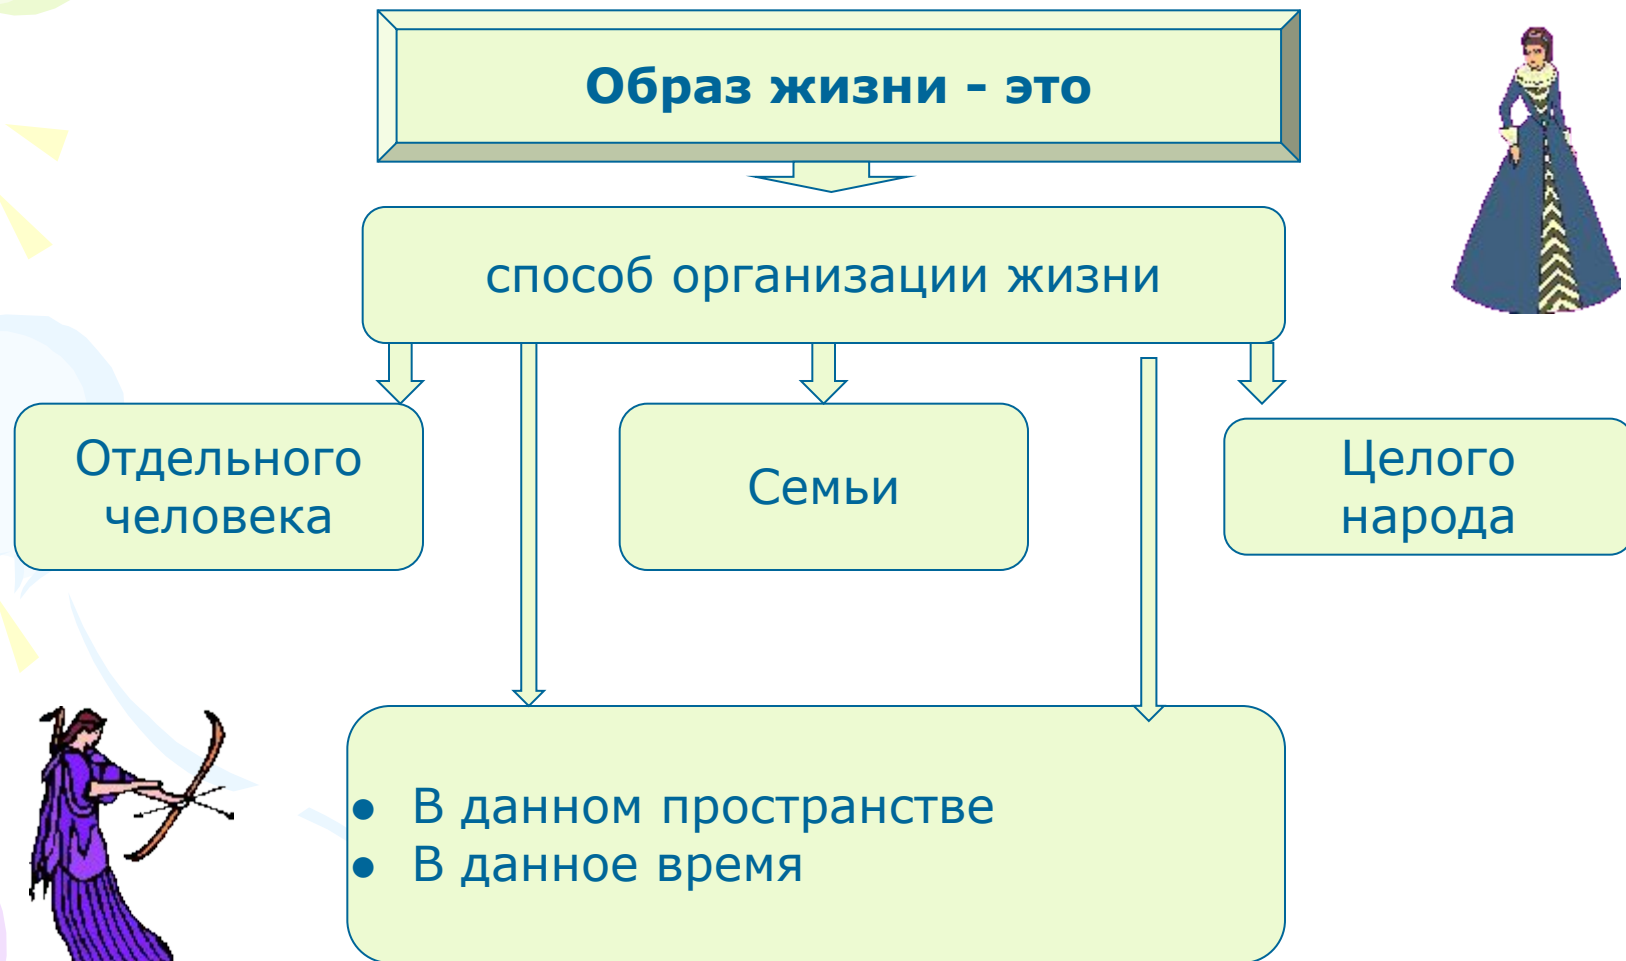 Образ жизни - это
способ организации жизни
Отдельного
человека
Семьи
Целого
народа
● В данном пространстве
● В данное время